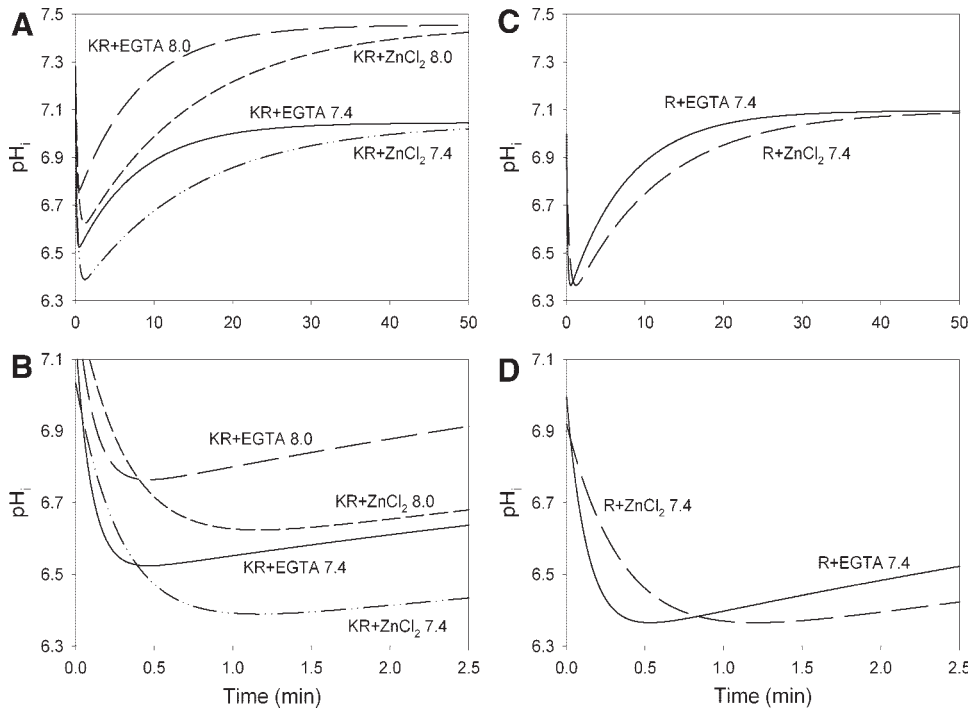 A
7.5
7.3
7.1
6.9
6.7
6.5
6.3
pHi
KR+EGTA 8.0
KR+ZnCl2 8.0
KR+EGTA 7.4
KR+ZnCl2 7.4
0 10 20 30 40 50
C
7.5
7.3
7.1
6.9
6.7
6.5
6.3
pHi
R+EGTA 7.4
R+ZnCl2 7.4
0 10 20 30 40 50
B
7.1
6.9
6.7
6.5
6.3
pHi
KR+EGTA 8.0
KR+ZnCl2 8.0
KR+EGTA 7.4
KR+ZnCl2 7.4
0.0 0.5 1.0 1.5 2.0 2.5
Time (min)
D
7.1
6.9
6.7
6.5
6.3
pHi
R+ZnCl2 7.4
R+EGTA 7.4
0.0 0.5 1.0 1.5 2.0 2.5
Time (min)